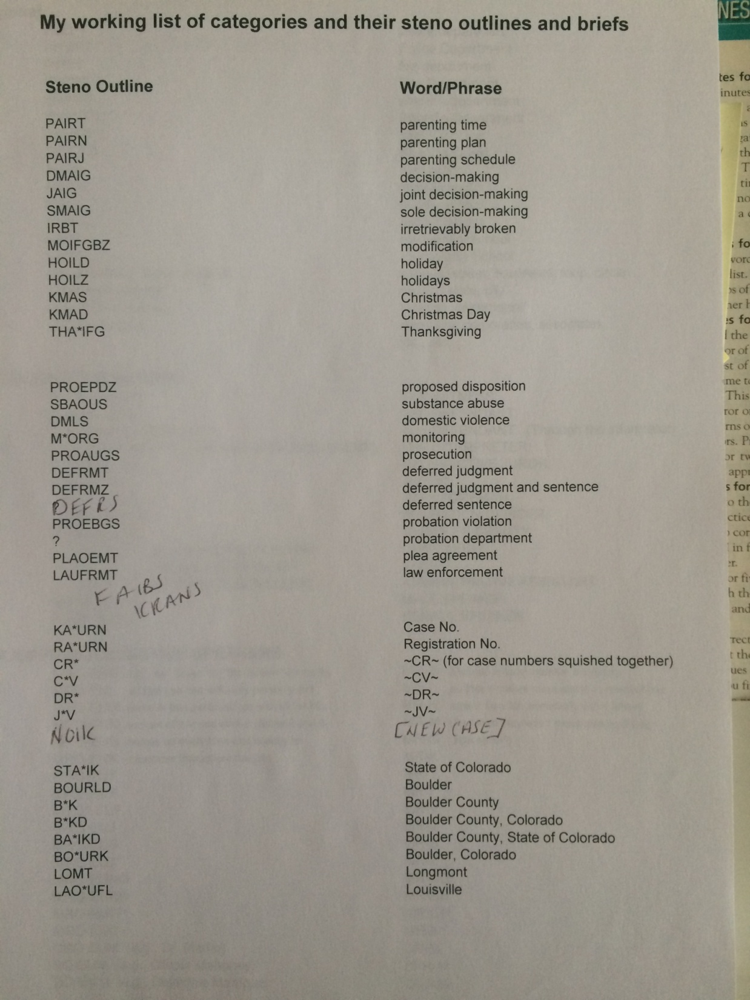 My working list of categories and their steno outlines and briefs
Steno Outline Word/Phrase
PAIRT parenting time
PAIRN parenting plan
PAIRJ parenting schedule
DMAIG decision-making
JAIG joint decision-making
SMAIG sole decision-making
IRBT irretrievably broken
MOIFGBZ modification
HOILD holiday
HOILZ holidays
KMAS Christmas
KMAD Christmas Day
THA*IFG Thanksgiving
PROEPDZ proposed disposition
SBAOUS substance abuse
DMLS domestic violence
M*ORG monitoring
PROAUGS prosecution
DEFRMT deferred judgment
DEFRMZ deferred judgment and sentence
DEFRS deferred sentence
PROEBGS probation violation
? probation department
PLAOEMT plea agreement
LAUFRMT law enforcement
FAIBS
KRANS
KA*URN Case No.
RA*URN Registration No.
CR* ~CR~ (for case numbers squished together)
C*V ~CV~
DR* ~DR~
J*V ~JV~
NOIK [NEW CASE]
STA*IK State of Colorado
BOURLD Boulder
B*K Boulder County
B*KD Boulder County, Colorado
BA*IKD Boulder County, State of Colorado
BO*URK Boulder, Colorado
LOMT Longmont
LAO*UFL Louisville